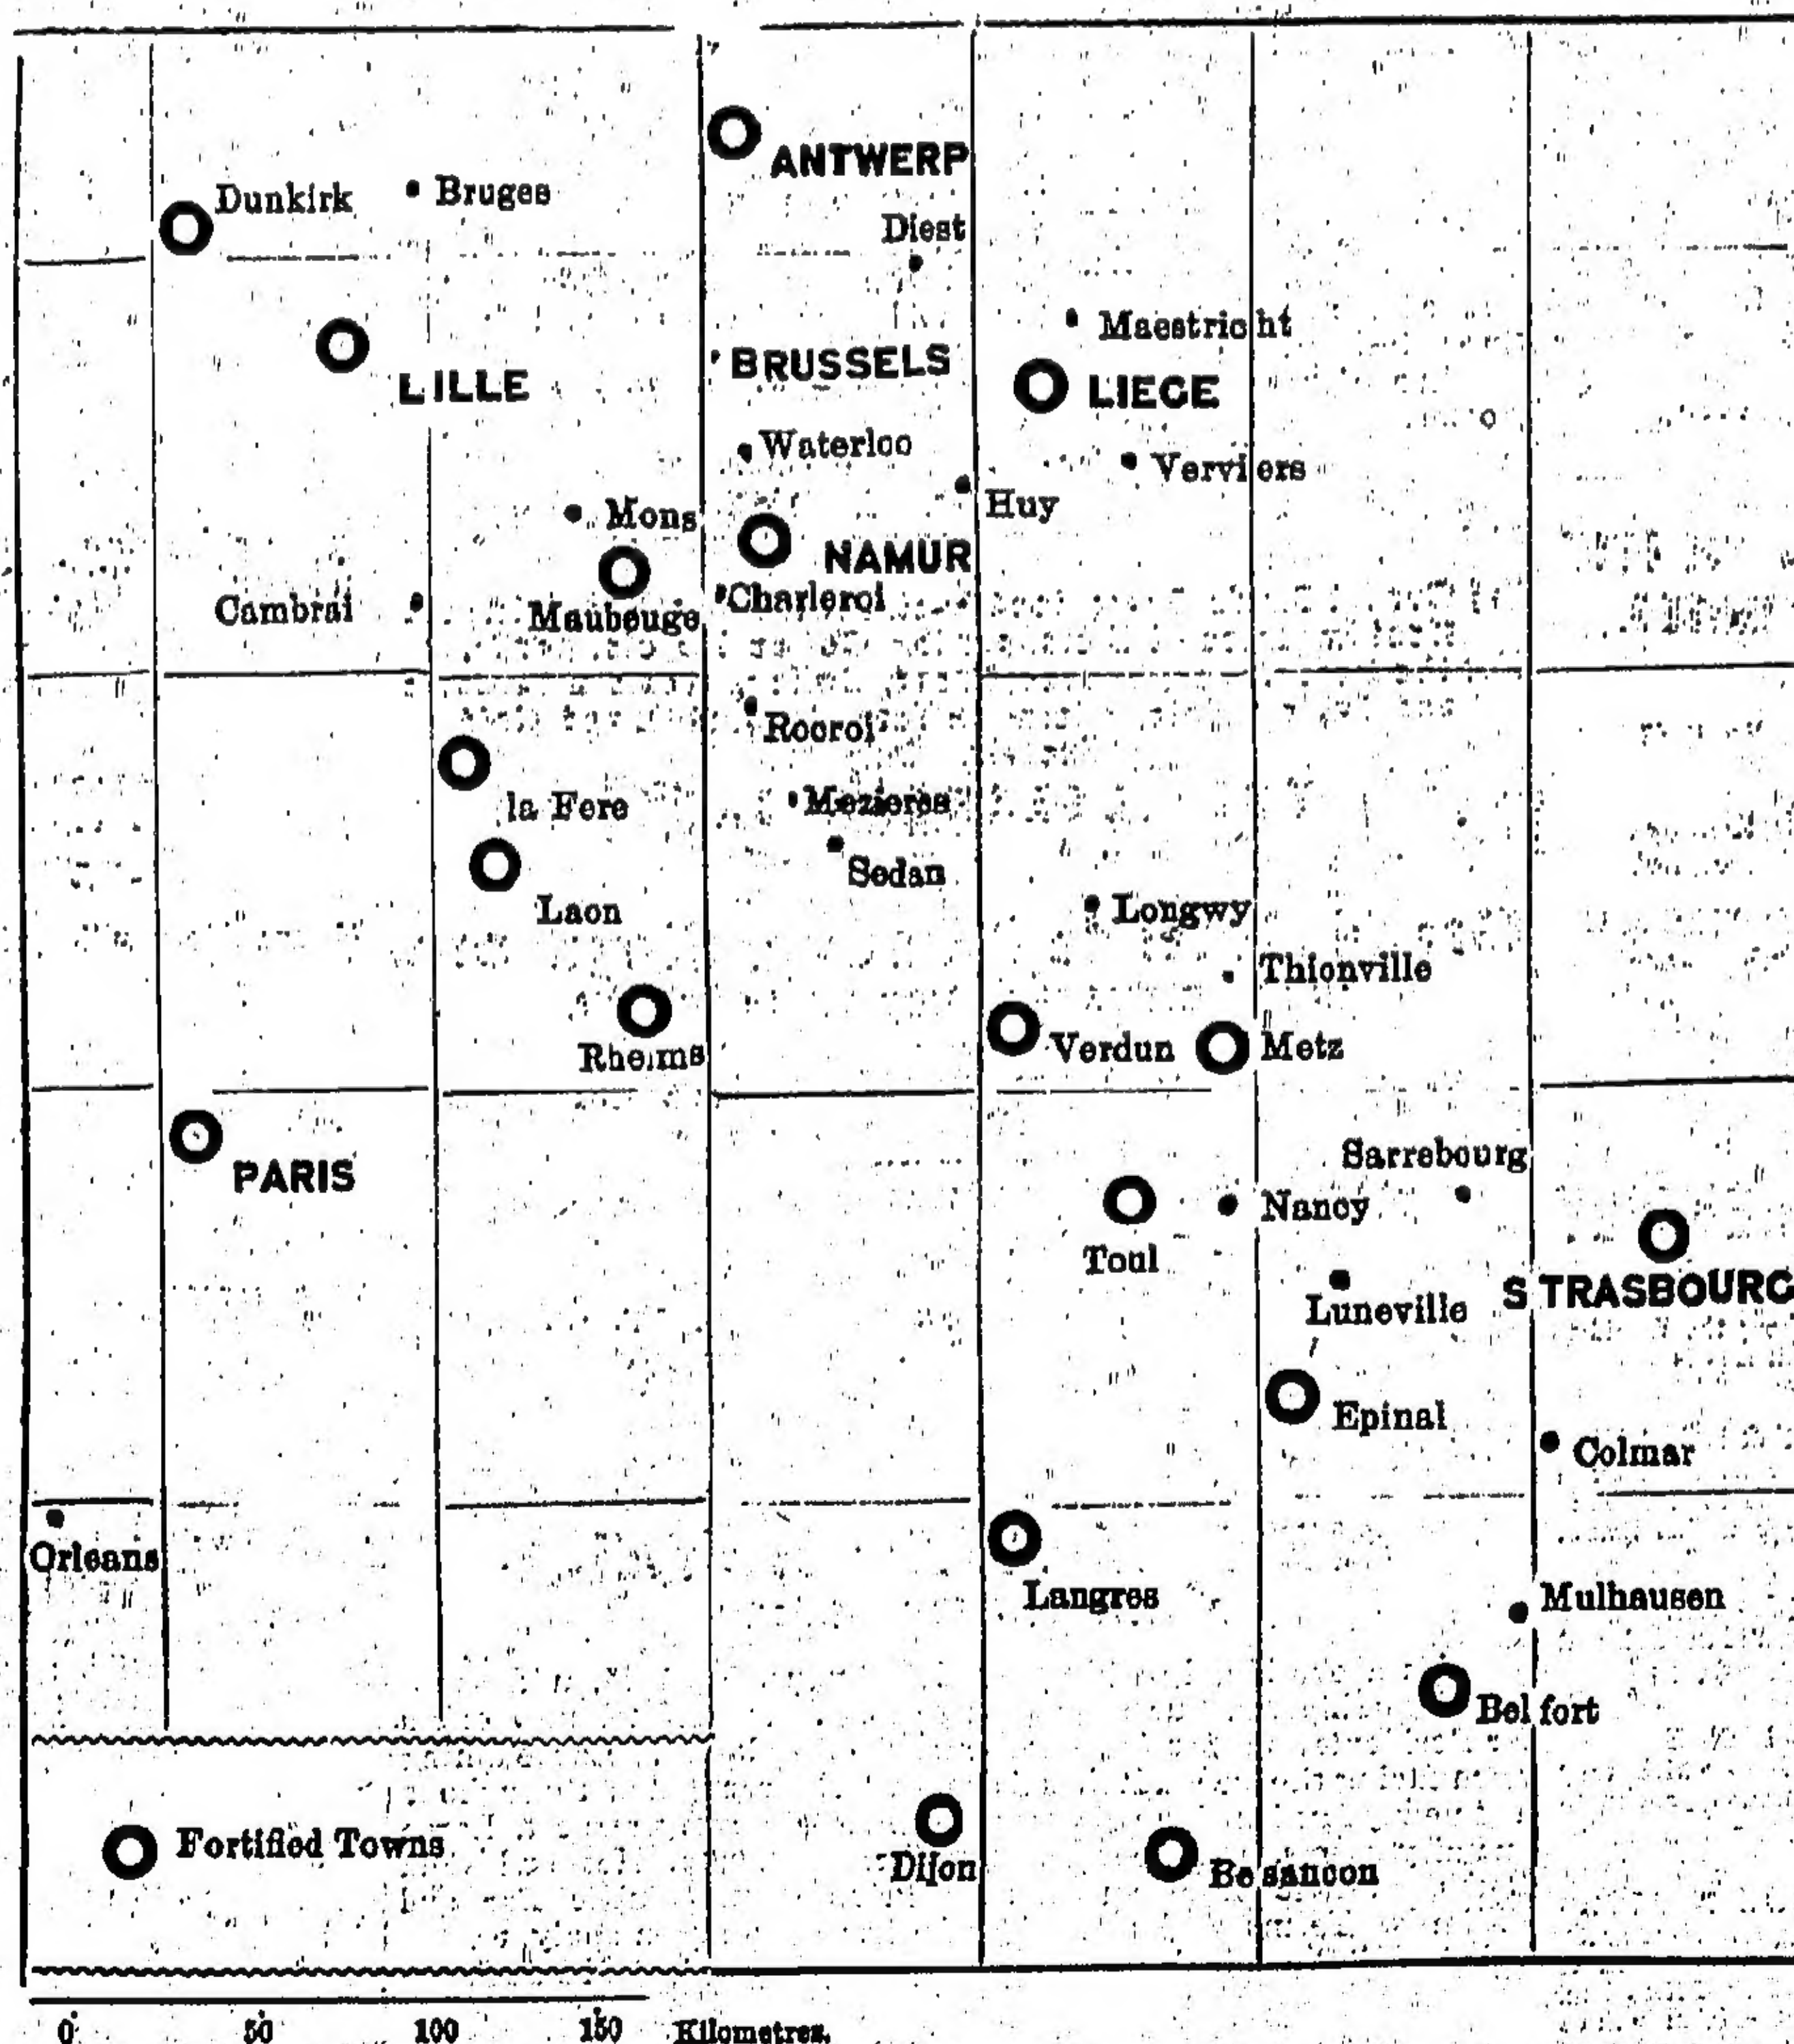 ANTWERP
Dunkirk
Bruges
Diest
Maestricht
LILLE
BRUSSELS
LIEGE
Waterloo
Verviers
Huy
Mons
NAMUR
Cambrai
Maubeuge
Charleroi
Rocroi
la Fere
Mezieres
Sedan
Laon
Longwy
Thionville
Rheims
Verdun
Metz
PARIS
Sarrebourg
Nancy
Toul
STRASBOURG
Luneville
Epinal
Colmar
Orleans
Langres
Mulhausen
Belfort
Fortified Towns
Dijon
Besancon
0 50 100 150 Kilometres.